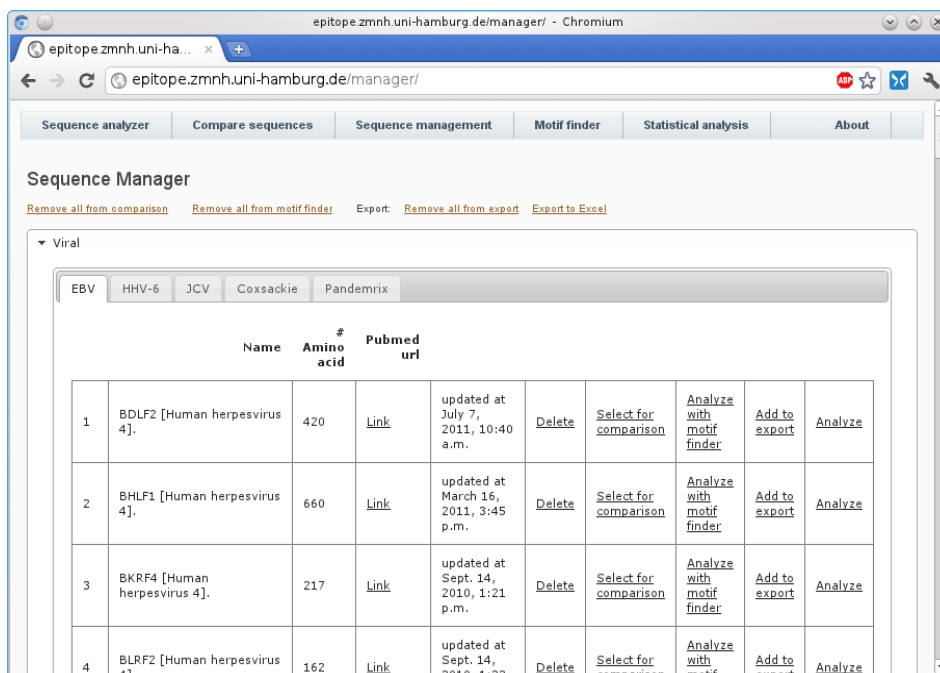 epitope.zmnh.uni-hamburg.de/manager/ - Chromium
epitope.zmnh.uni-ha...
epitope.zmnh.uni-hamburg.de/manager/
ABP
Sequence analyzer Compare sequences Sequence management Motif finder Statistical analysis About
Sequence Manager
Remove all from comparison Remove all from motif finder Export: Remove all from export Export to Excel
Viral
EBV HHV-6 JCV Coxsackie Pandemrix
#
Name Amino Pubmed
acid url
1 BDLF2 [Human herpesvirus 4]. 420 Link updated at July 7, 2011, 10:40 a.m. Delete Select for comparison Analyze with motif finder Add to export Analyze
2 BHLF1 [Human herpesvirus 4]. 660 Link updated at March 16, 2011, 3:45 p.m. Delete Select for comparison Analyze with motif finder Add to export Analyze
3 BKRF4 [Human herpesvirus 4]. 217 Link updated at Sept. 14, 2010, 1:21 p.m. Delete Select for comparison Analyze with motif finder Add to export Analyze
4 BLRF2 [Human herpesvirus 162 Link updated at Sept. 14, Delete Select for Analyze with Add to Analyze